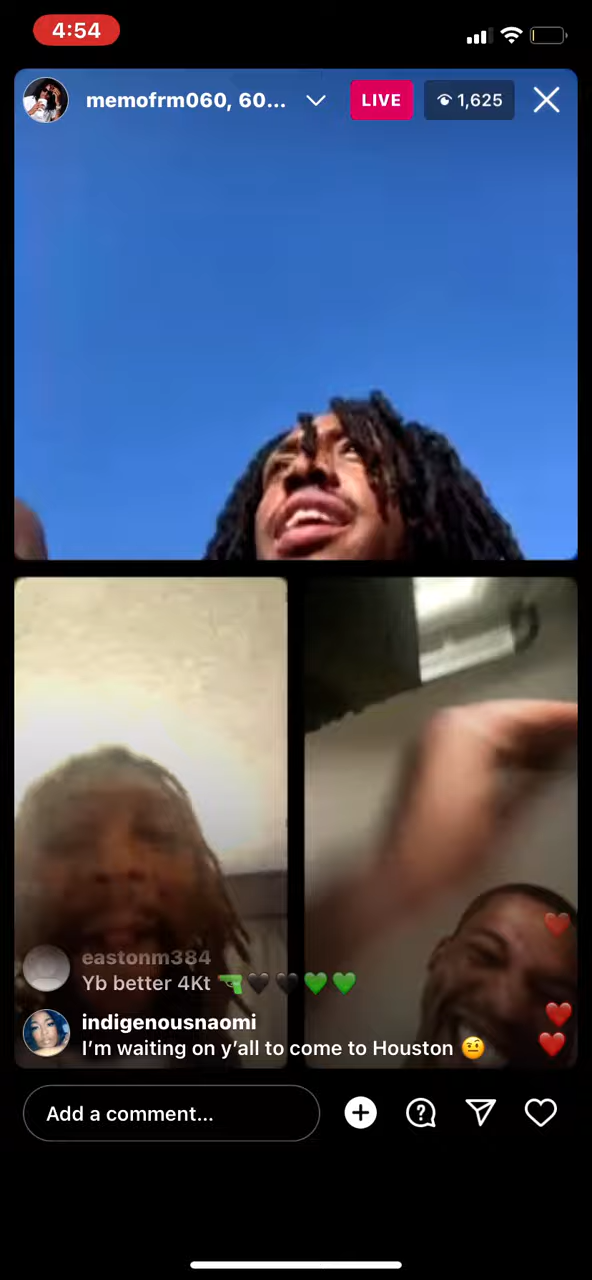 4:54
memofrm060, 60...
LIVE
1,625
eastonm384
Yb better 4Kt 🔫🖤🖤💚💚
indigenousnaomi
I’m waiting on y’all to come to Houston 🤨
Add a comment...